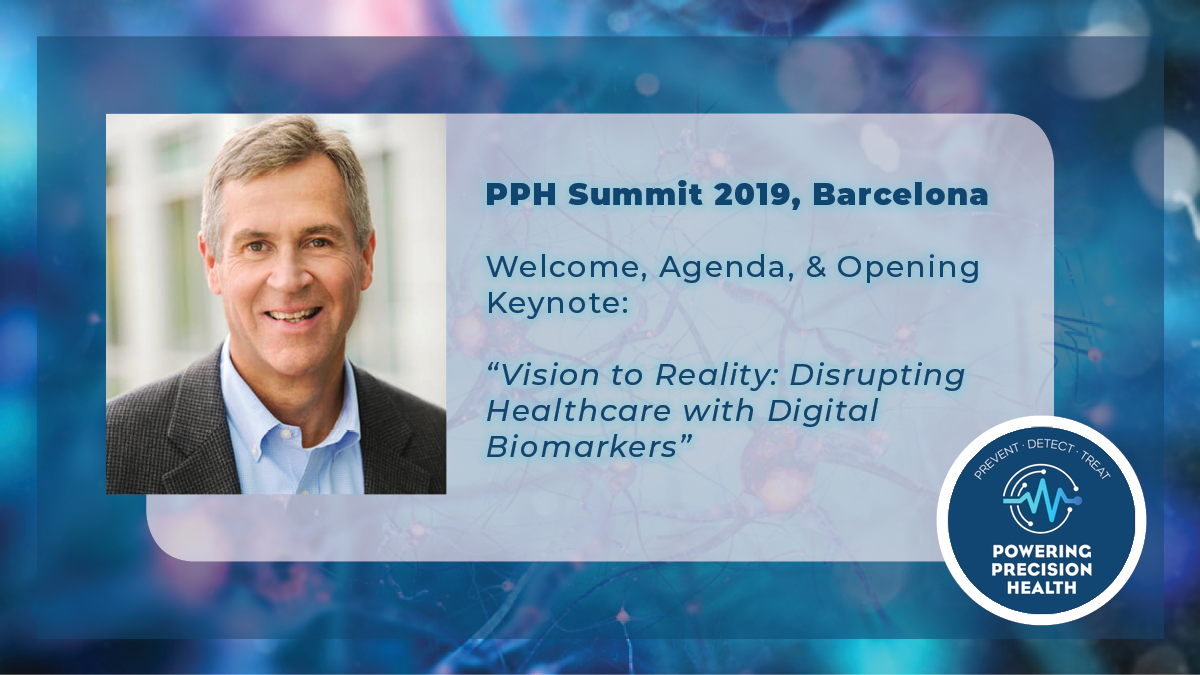 PPH Summit 2019, Barcelona
Welcome, Agenda, & Opening
Keynote:
“Vision to Reality: Disrupting
Healthcare with Digital
Biomarkers”
PREVENT · DETECT · TREAT
POWERING
PRECISION
HEALTH